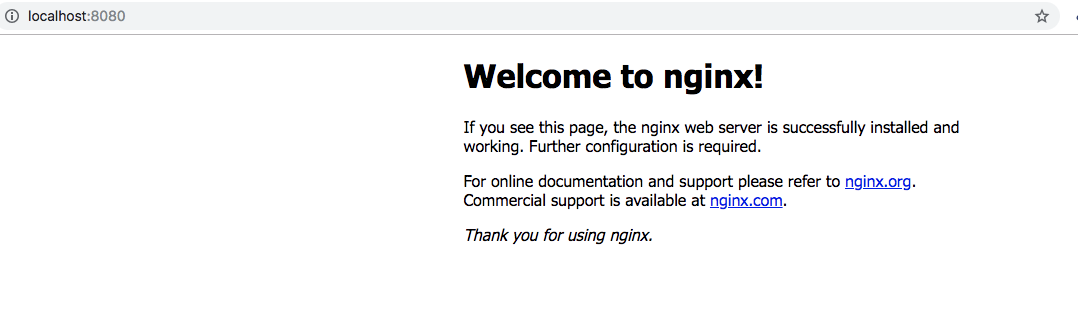 localhost:8080
Welcome to nginx!
If you see this page, the nginx web server is successfully installed and
working. Further configuration is required.
For online documentation and support please refer to nginx.org.
Commercial support is available at nginx.com.
Thank you for using nginx.